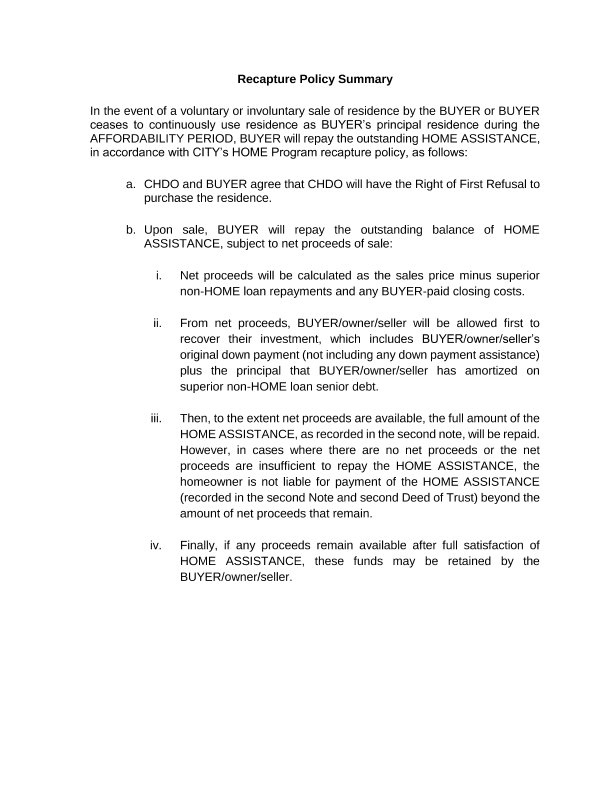 Recapture Policy Summary
In the event of a voluntary or involuntary sale of residence by the BUYER or BUYER
ceases to continuously use residence as BUYER's principal residence during the
AFFORDABILITY PERIOD, BUYER will repay the outstanding HOME ASSISTANCE,
in accordance with CITY's HOME Program recapture policy, as follows:
a. CHDO and BUYER agree that CHDO will have the Right of First Refusal to
purchase the residence.
b. Upon sale, BUYER will repay the outstanding balance of HOME
ASSISTANCE, subject to net proceeds of sale:
i. Net proceeds will be calculated as the sales price minus superior
non-HOME loan repayments and any BUYER-paid closing costs.
ii. From net proceeds, BUYER/owner/seller will be allowed first to
recover their investment, which includes BUYER/owner/seller's
original down payment (not including any down payment assistance)
plus the principal that BUYER/owner/seller has amortized on
superior non-HOME loan senior debt.
iii. Then, to the extent net proceeds are available, the full amount of the
HOME ASSISTANCE, as recorded in the second note, will be repaid.
However, in cases where there are no net proceeds or the net
proceeds are insufficient to repay the HOME ASSISTANCE, the
homeowner is not liable for payment of the HOME ASSISTANCE
(recorded in the second Note and second Deed of Trust) beyond the
amount of net proceeds that remain.
iv. Finally, if any proceeds remain available after full satisfaction of
HOME ASSISTANCE, these funds may be retained by the
BUYER/owner/seller.